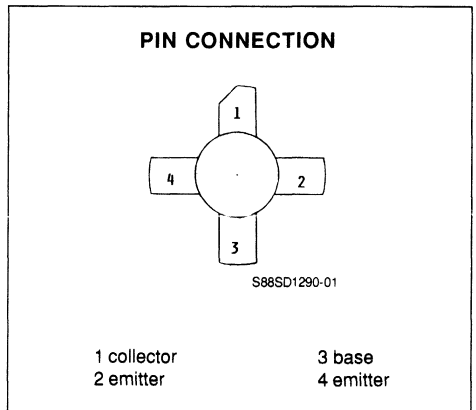 PIN CONNECTION
1
4
2
3
S88SD1290-01
1 collector 3 base
2 emitter 4 emitter